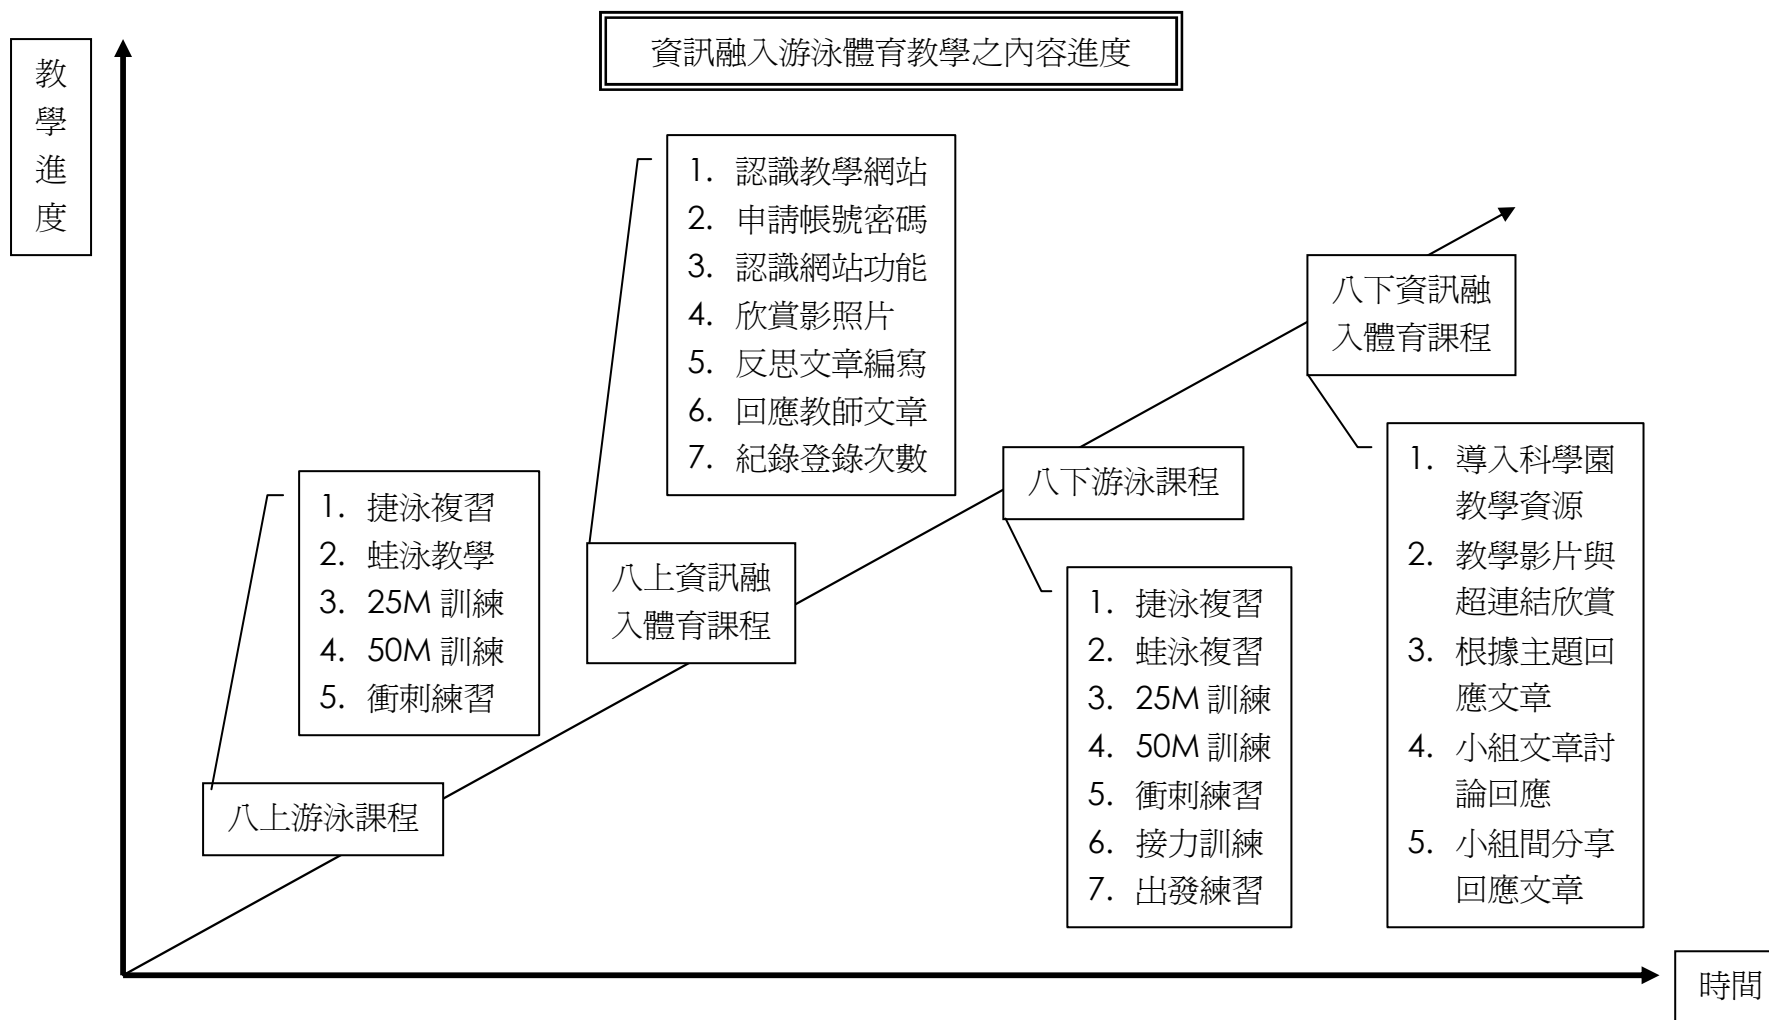 資訊融入游泳體育教學之內容進度
教
學
進
度
1. 認識教學網站
2. 申請帳號密碼
3. 認識網站功能
4. 欣賞影照片
5. 反思文章編寫
6. 回應教師文章
7. 紀錄登錄次數
八下資訊融
入體育課程
1. 捷泳複習
2. 蛙泳教學
3. 25M 訓練
4. 50M 訓練
5. 衝刺練習
八下游泳課程
1. 導入科學園
教學資源
2. 教學影片與
超連結欣賞
3. 根據主題回
應文章
4. 小組文章討
論回應
5. 小組間分享
回應文章
八上資訊融
入體育課程
1. 捷泳複習
2. 蛙泳複習
3. 25M 訓練
4. 50M 訓練
5. 衝刺練習
6. 接力訓練
7. 出發練習
八上游泳課程
時間